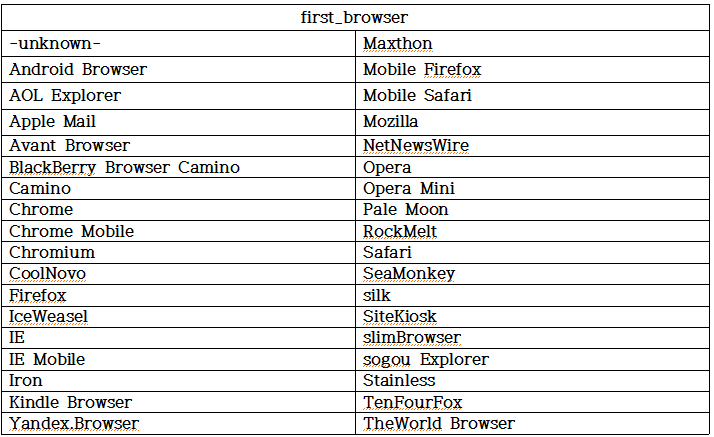 first_browser
-unknown- Maxthon
Android Browser Mobile Firefox
AOL Explorer Mobile Safari
Apple Mail Mozilla
Avant Browser NetNewsWire
BlackBerry Browser Camino Opera
Camino Opera Mini
Chrome Pale Moon
Chrome Mobile RockMelt
Chromium Safari
CoolNovo SeaMonkey
Firefox silk
IceWeasel SiteKiosk
IE slimBrowser
IE Mobile sogou Explorer
Iron Stainless
Kindle Browser TenFourFox
Yandex.Browser TheWorld Browser